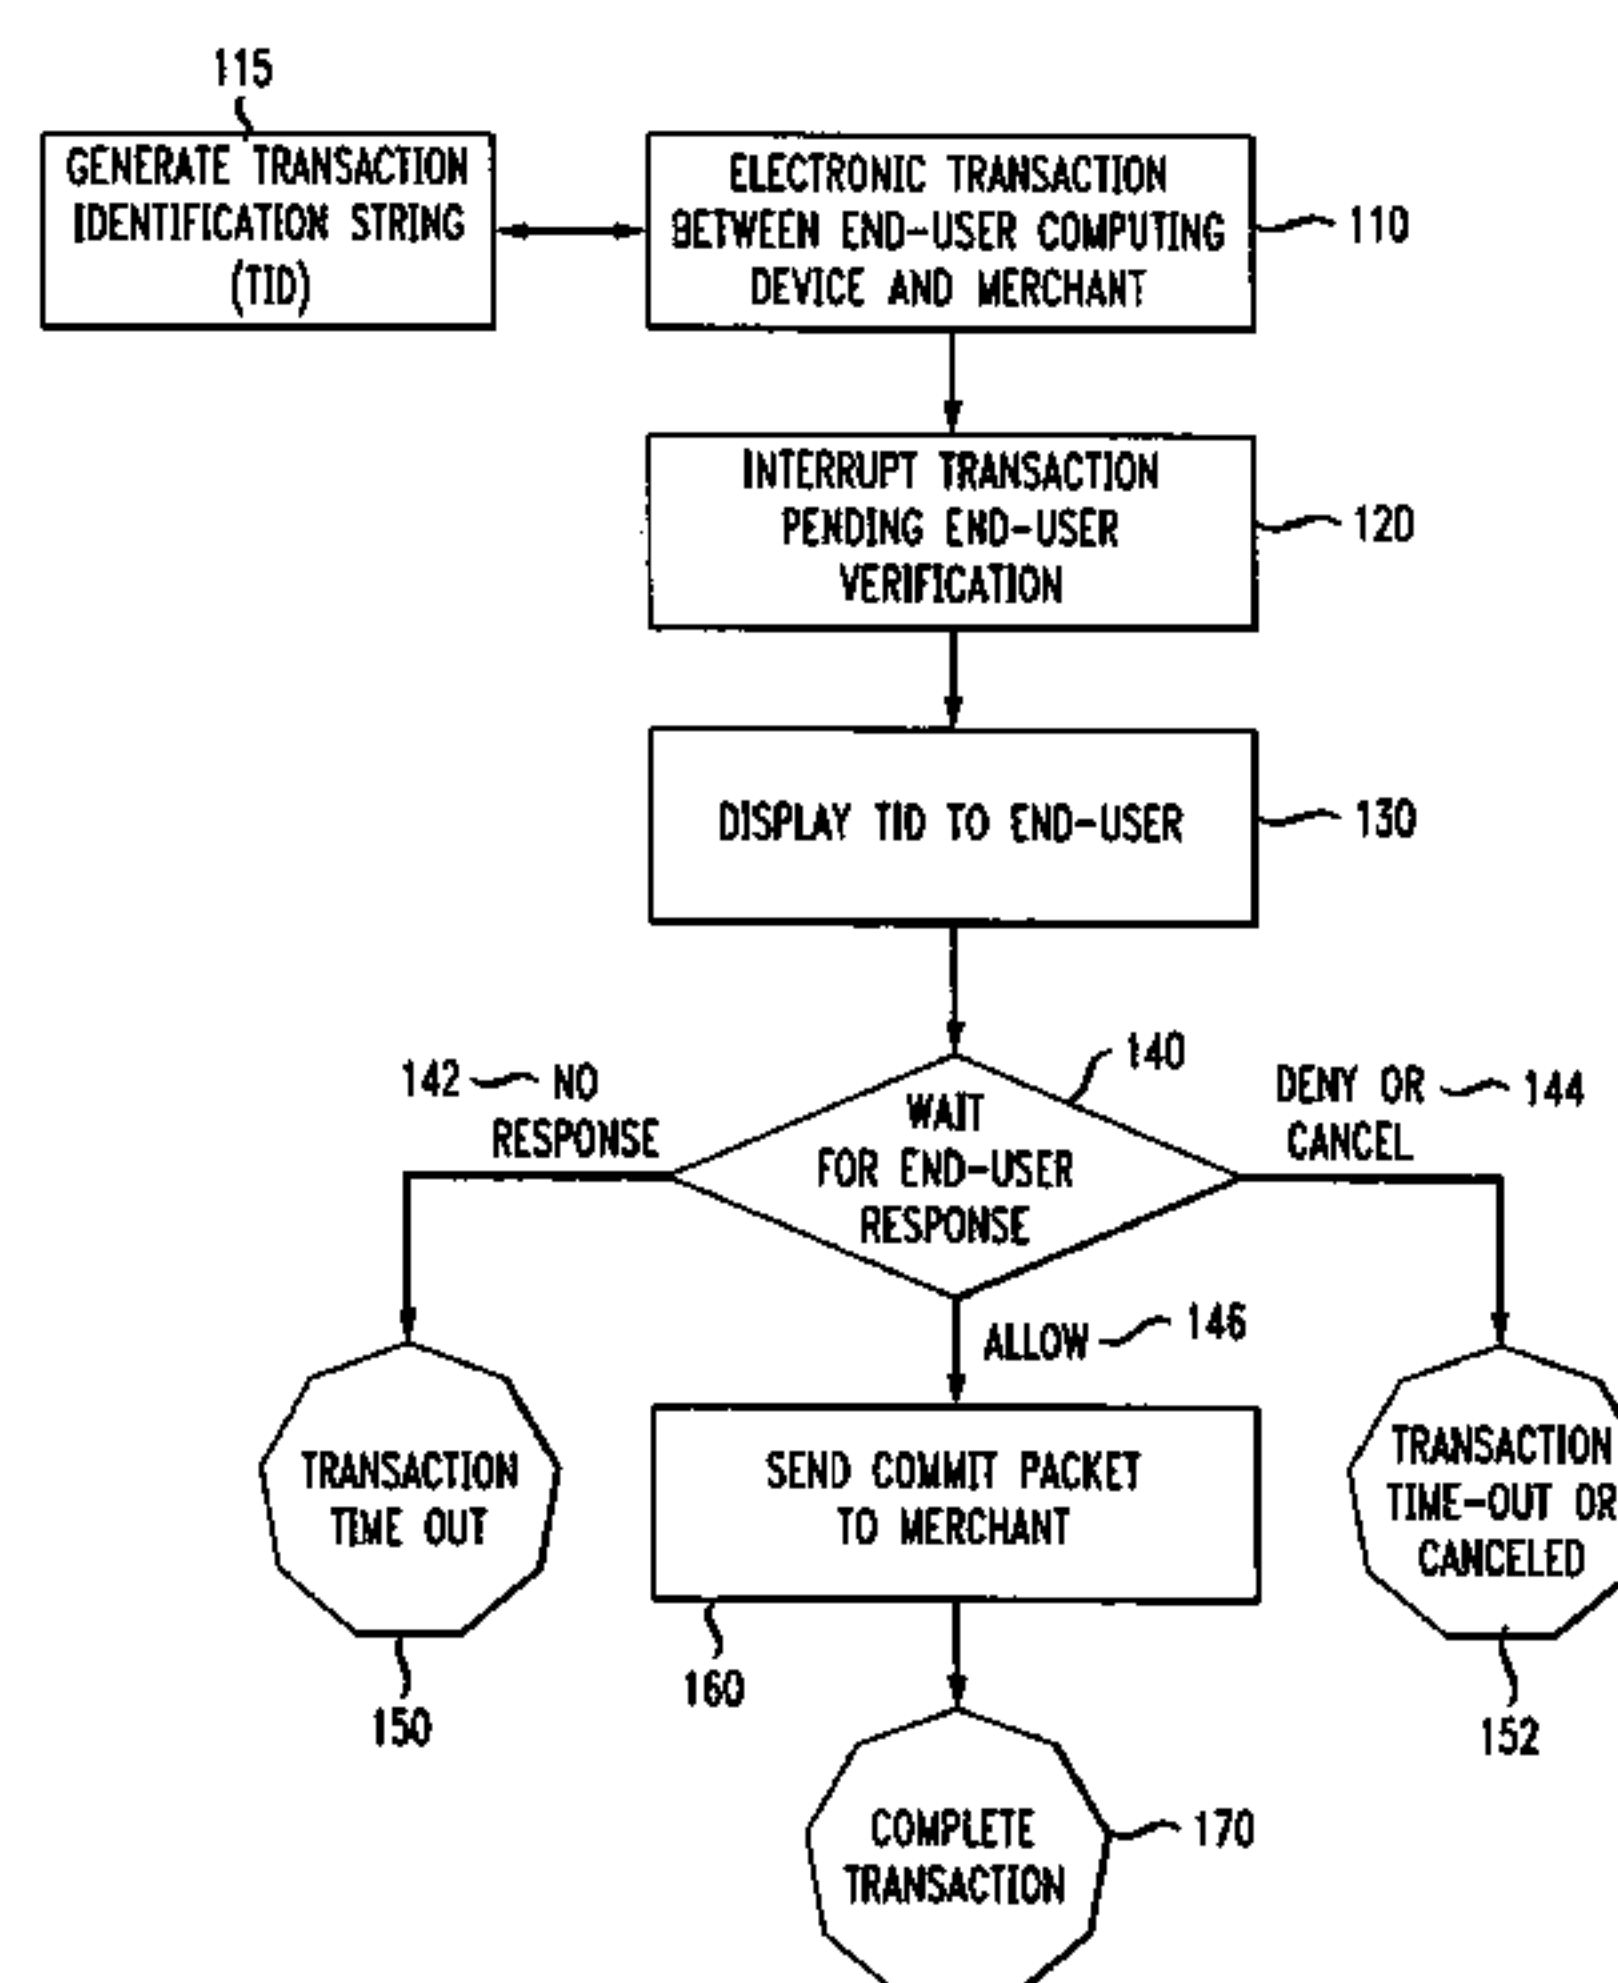 115
GENERATE TRANSACTION
IDENTIFICATION STRING
(TID)
ELECTRONIC TRANSACTION
BETWEEN END-USER COMPUTING
DEVICE AND MERCHANT
110
INTERRUPT TRANSACTION
PENDING END-USER
VERIFICATION
120
DISPLAY TID TO END-USER
130
142 NO
RESPONSE
140
WAIT
FOR END-USER
RESPONSE
DENY OR 144
CANCEL
ALLOW 146
TRANSACTION
TIME OUT
150
SEND COMMIT PACKET
TO MERCHANT
160
TRANSACTION
TIME-OUT OR
CANCELED
152
COMPLETE
TRANSACTION
170